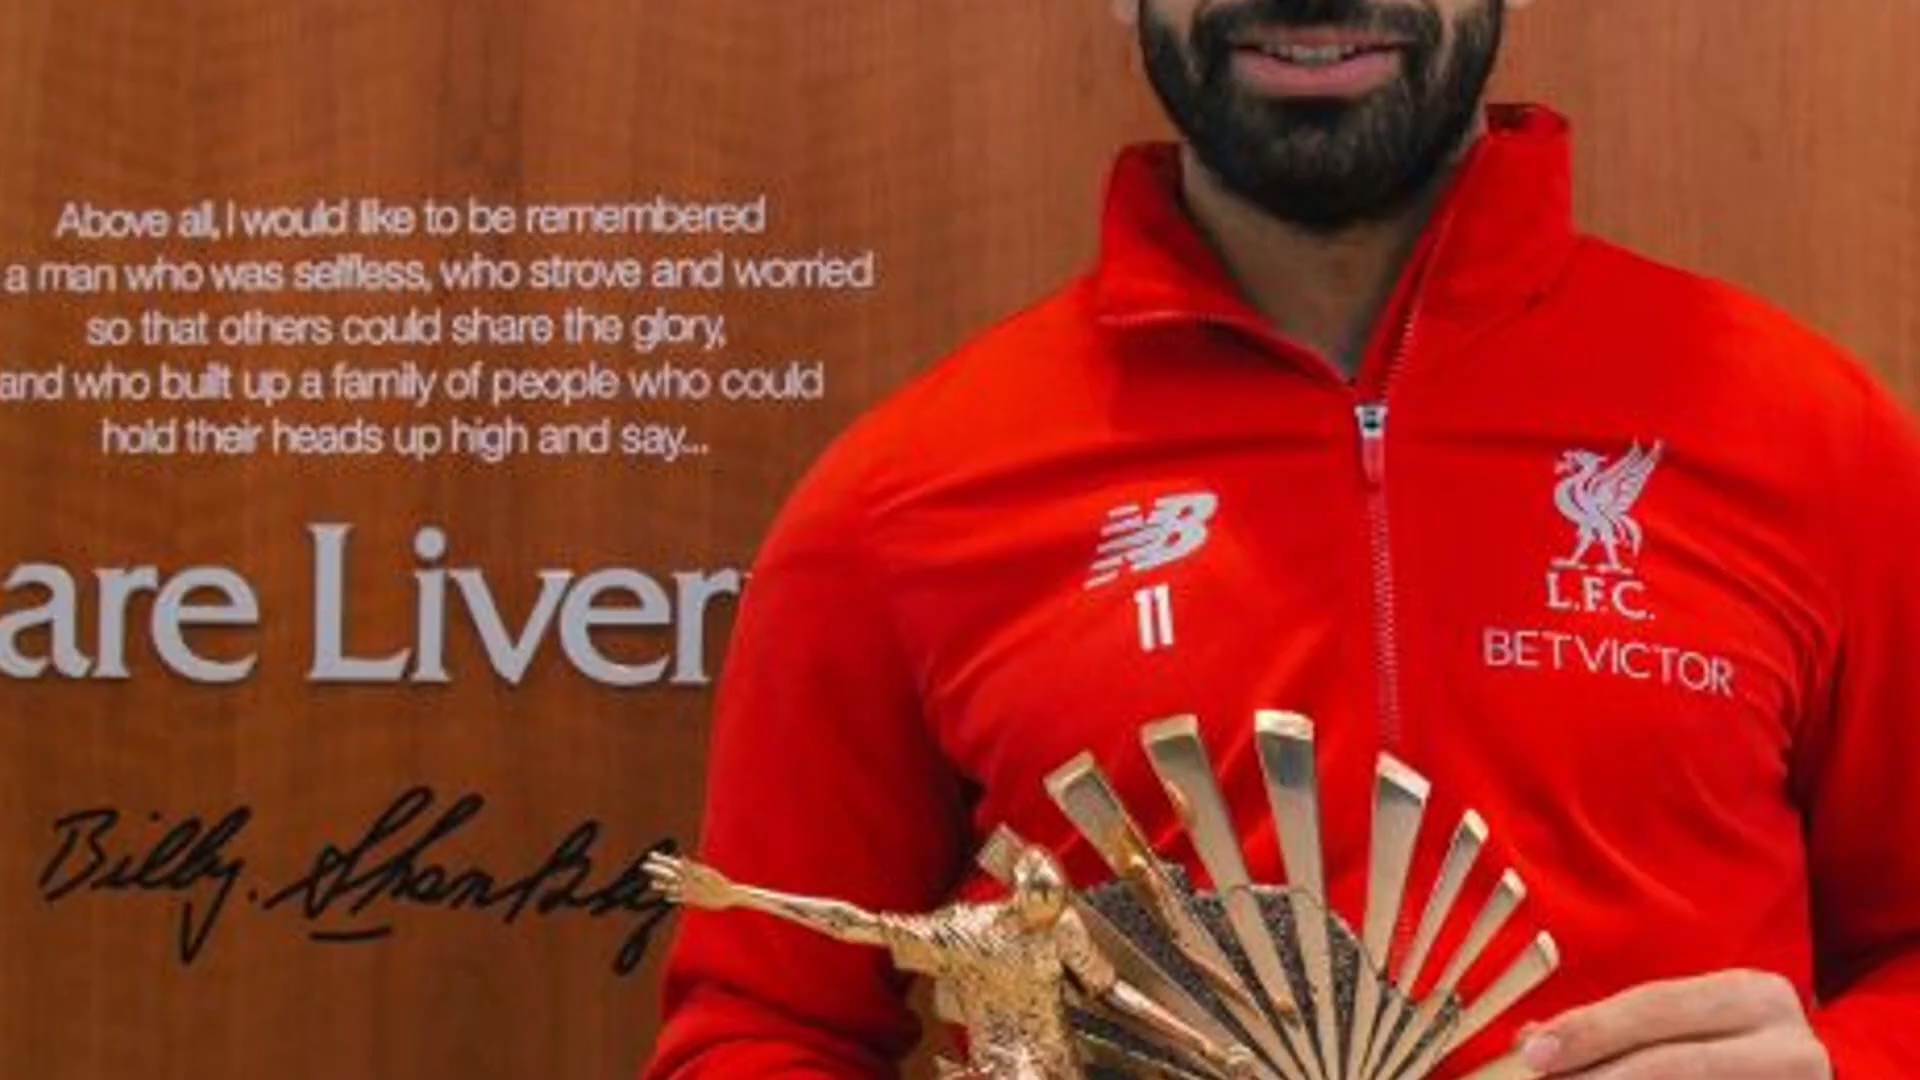 Above all, I would like to be remembered
a man who was selfless, who strove and worried
so that others could share the glory,
and who built up a family of people who could
hold their heads up high and say...
are Liver
Billy. Shankly
NB
11
L.F.C.
BETVICTOR